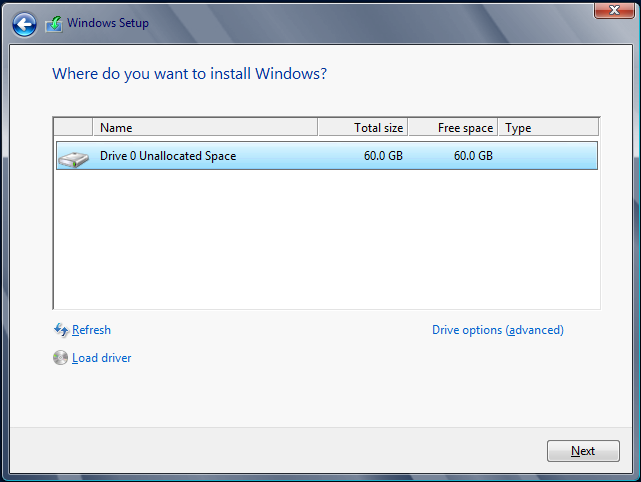 Windows Setup
Where do you want to install Windows?
Name Total size Free space Type
Drive 0 Unallocated Space 60.0 GB 60.0 GB
Refresh Drive options (advanced)
Load driver
Next